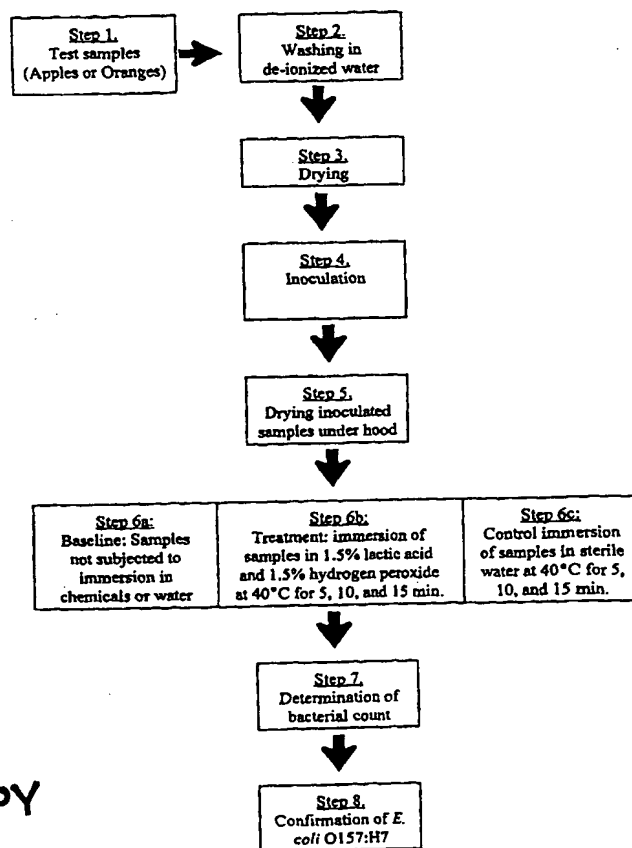 Step 1.
Test samples
(Apples or Oranges)
Step 2.
Washing in
de-ionized water
Step 3.
Drying
Step 4.
Inoculation
Step 5.
Drying inoculated
samples under hood
Step 6a:
Baseline: Samples
not subjected to
immersion in
chemicals or water
Step 6b:
Treatment: immersion of
samples in 1.5% lactic acid
and 1.5% hydrogen peroxide
at 40°C for 5, 10, and 15 min.
Step 6c:
Control immersion
of samples in sterile
water at 40°C for 5,
10, and 15 min.
Step 7.
Determination of
bacterial count
Step 8.
Confirmation of E.
coli O157:H7